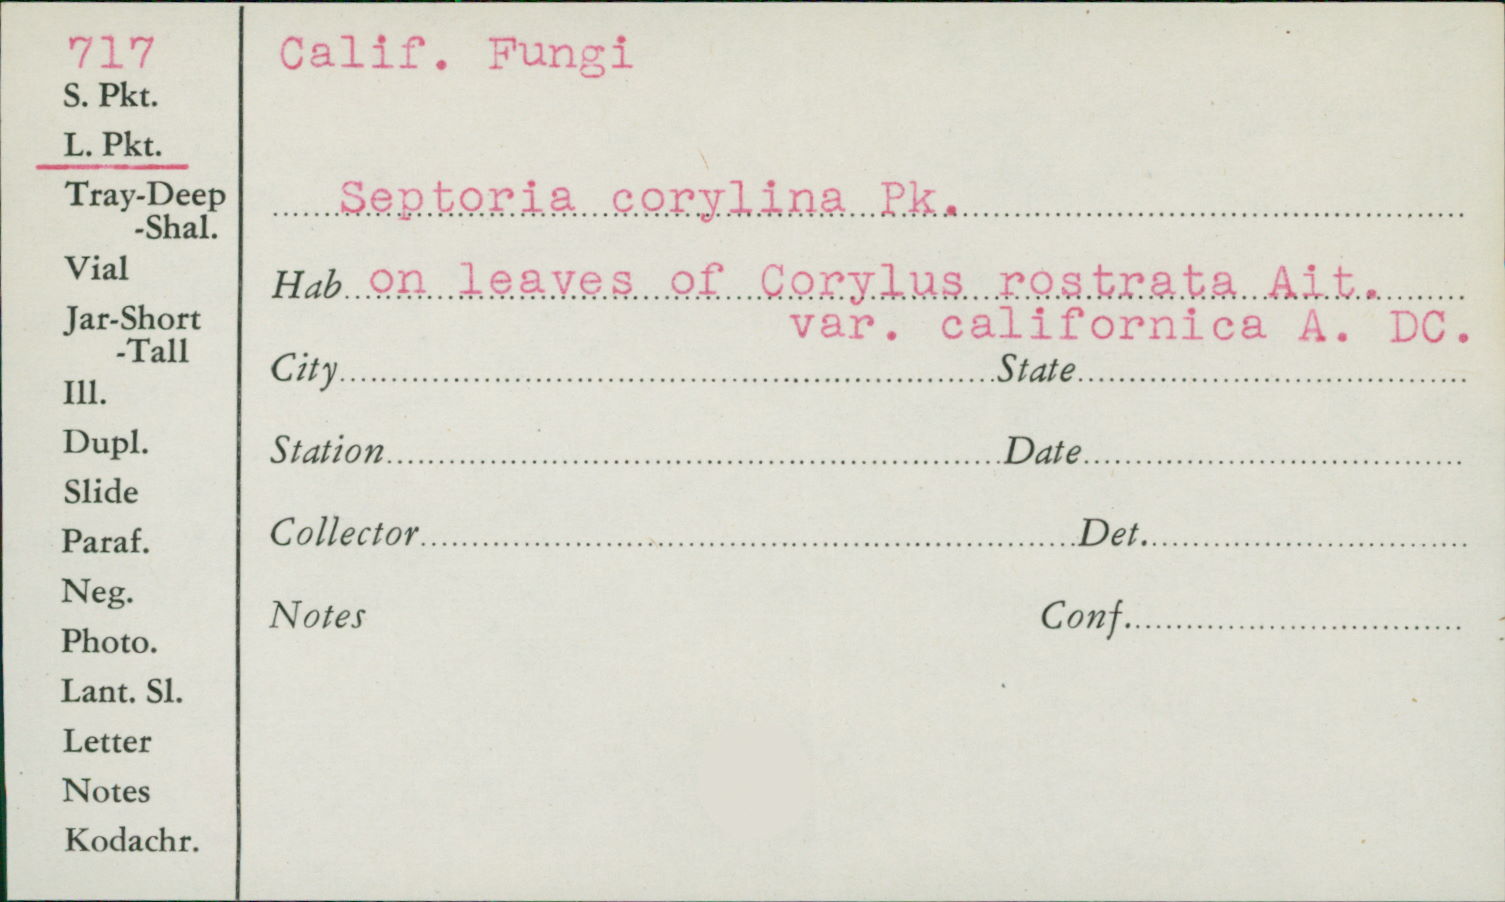 717
S. Pkt.
L. Pkt.
Tray-Deep
-Shal.
Vial
Jar-Short
-Tall
Ill.
Dupl.
Slide
Paraf.
Neg.
Photo.
Lant. Sl.
Letter
Notes
Kodachr.
Calif. Fungi
Septoria corylina Pk.
Hab on leaves of Corylus rostrata Ait.
var. californica A. DC.
City State
Station Date
Collector Det.
Notes Conf.